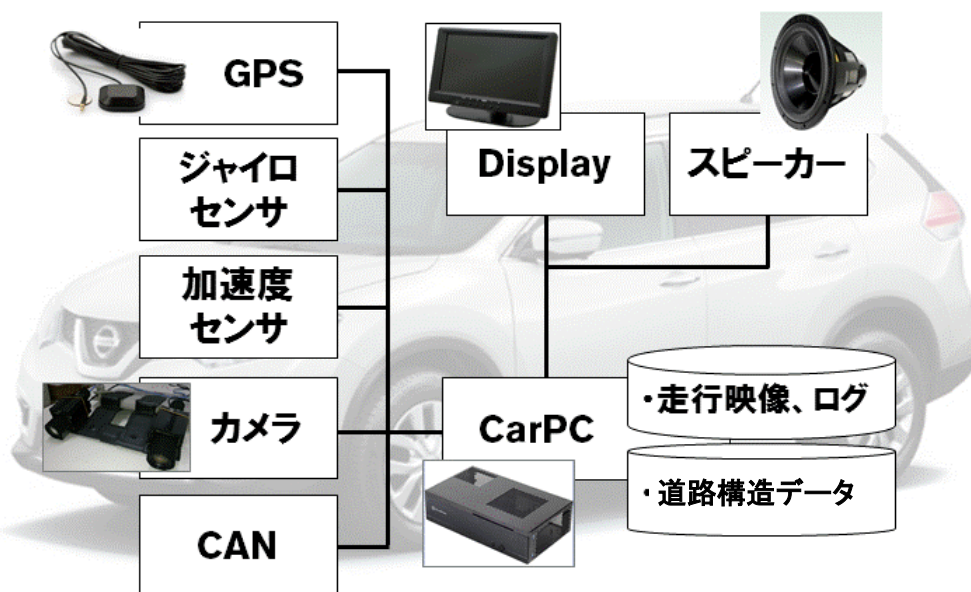 GPS
ジャイロ
センサ
加速度
センサ
カメラ
CAN
Display
スピーカー
CarPC
・走行映像、ログ
・道路構造データ